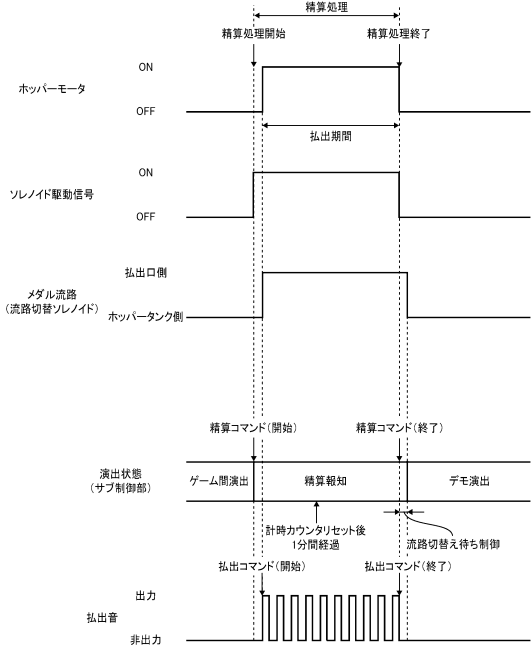 精算処理
精算処理開始
精算処理終了
ON
ホッパーモータ
OFF
払出期間
ON
ソレノイド駆動信号
OFF
払出口側
メダル流路
(流路切替ソレノイド)
ホッパータンク側
精算コマンド(開始)
精算コマンド(終了)
演出状態
(サブ制御部)
ゲーム間演出
精算報知
デモ演出
計時カウンタリセット後
1分間経過
流路切替え待ち制御
払出コマンド(開始)
払出コマンド(終了)
出力
払出音
非出力